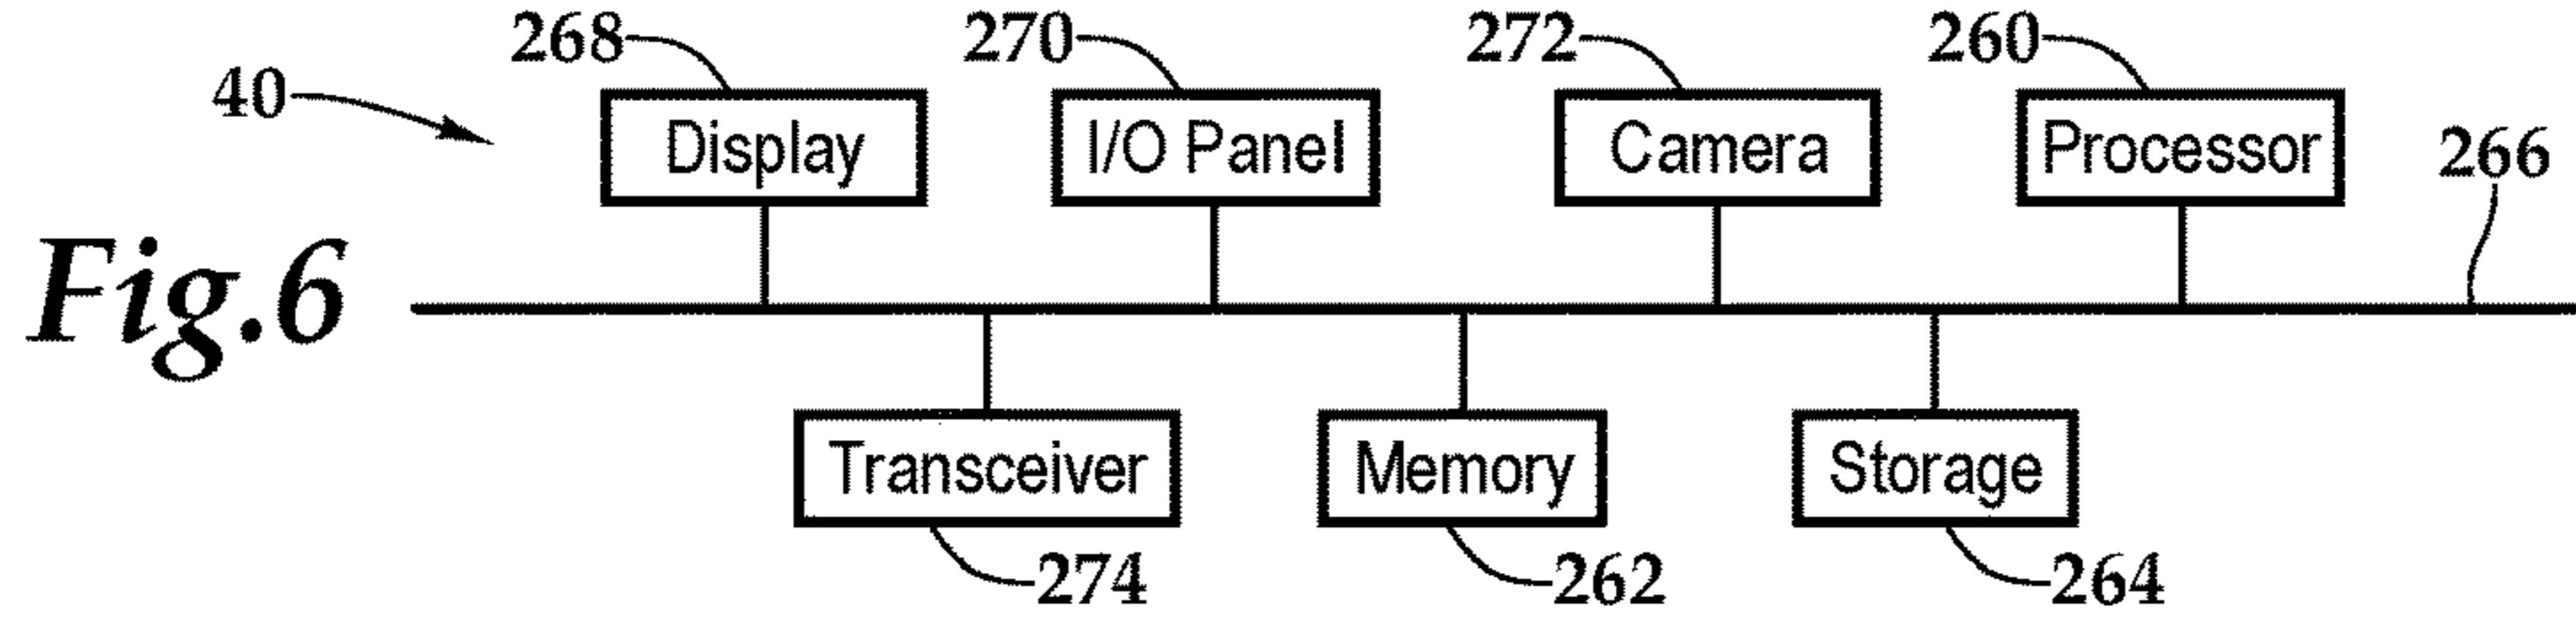 268 270 272 260
40
Display I/O Panel Camera Processor
266
Fig.6
Transceiver Memory Storage
274 262 264